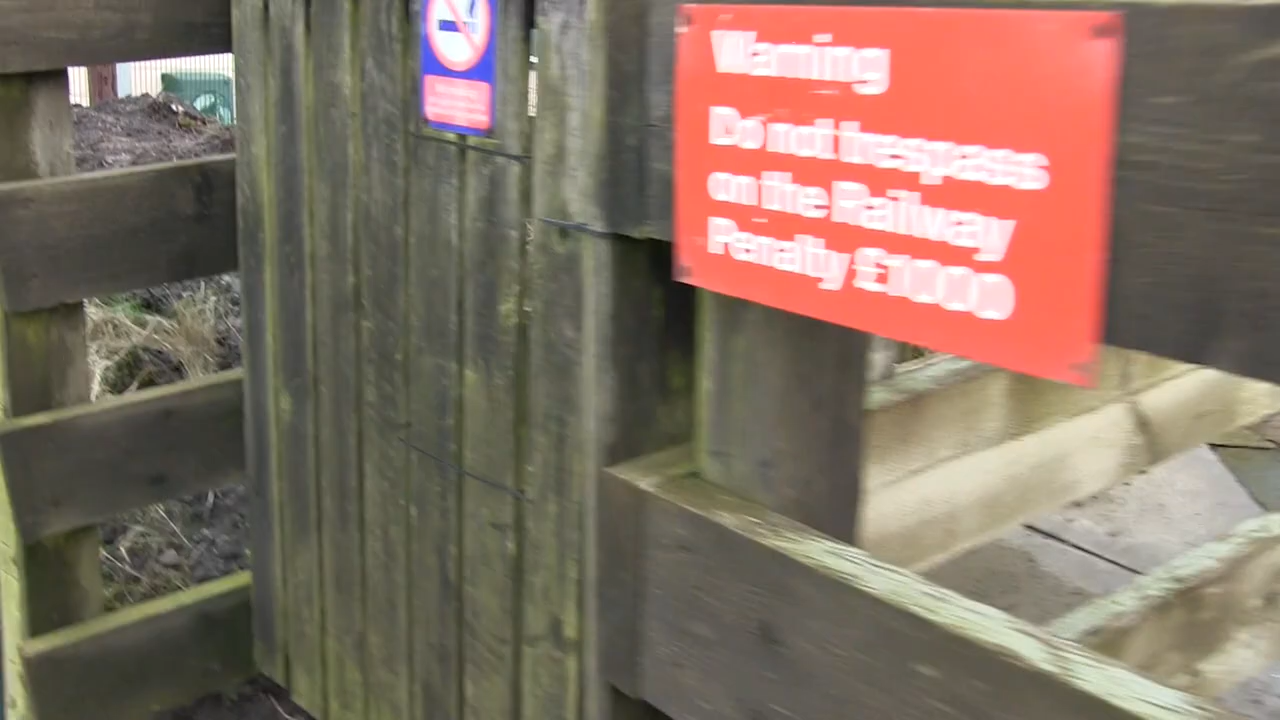 Warning
Do not trespass
on the Railway
Penalty £1000